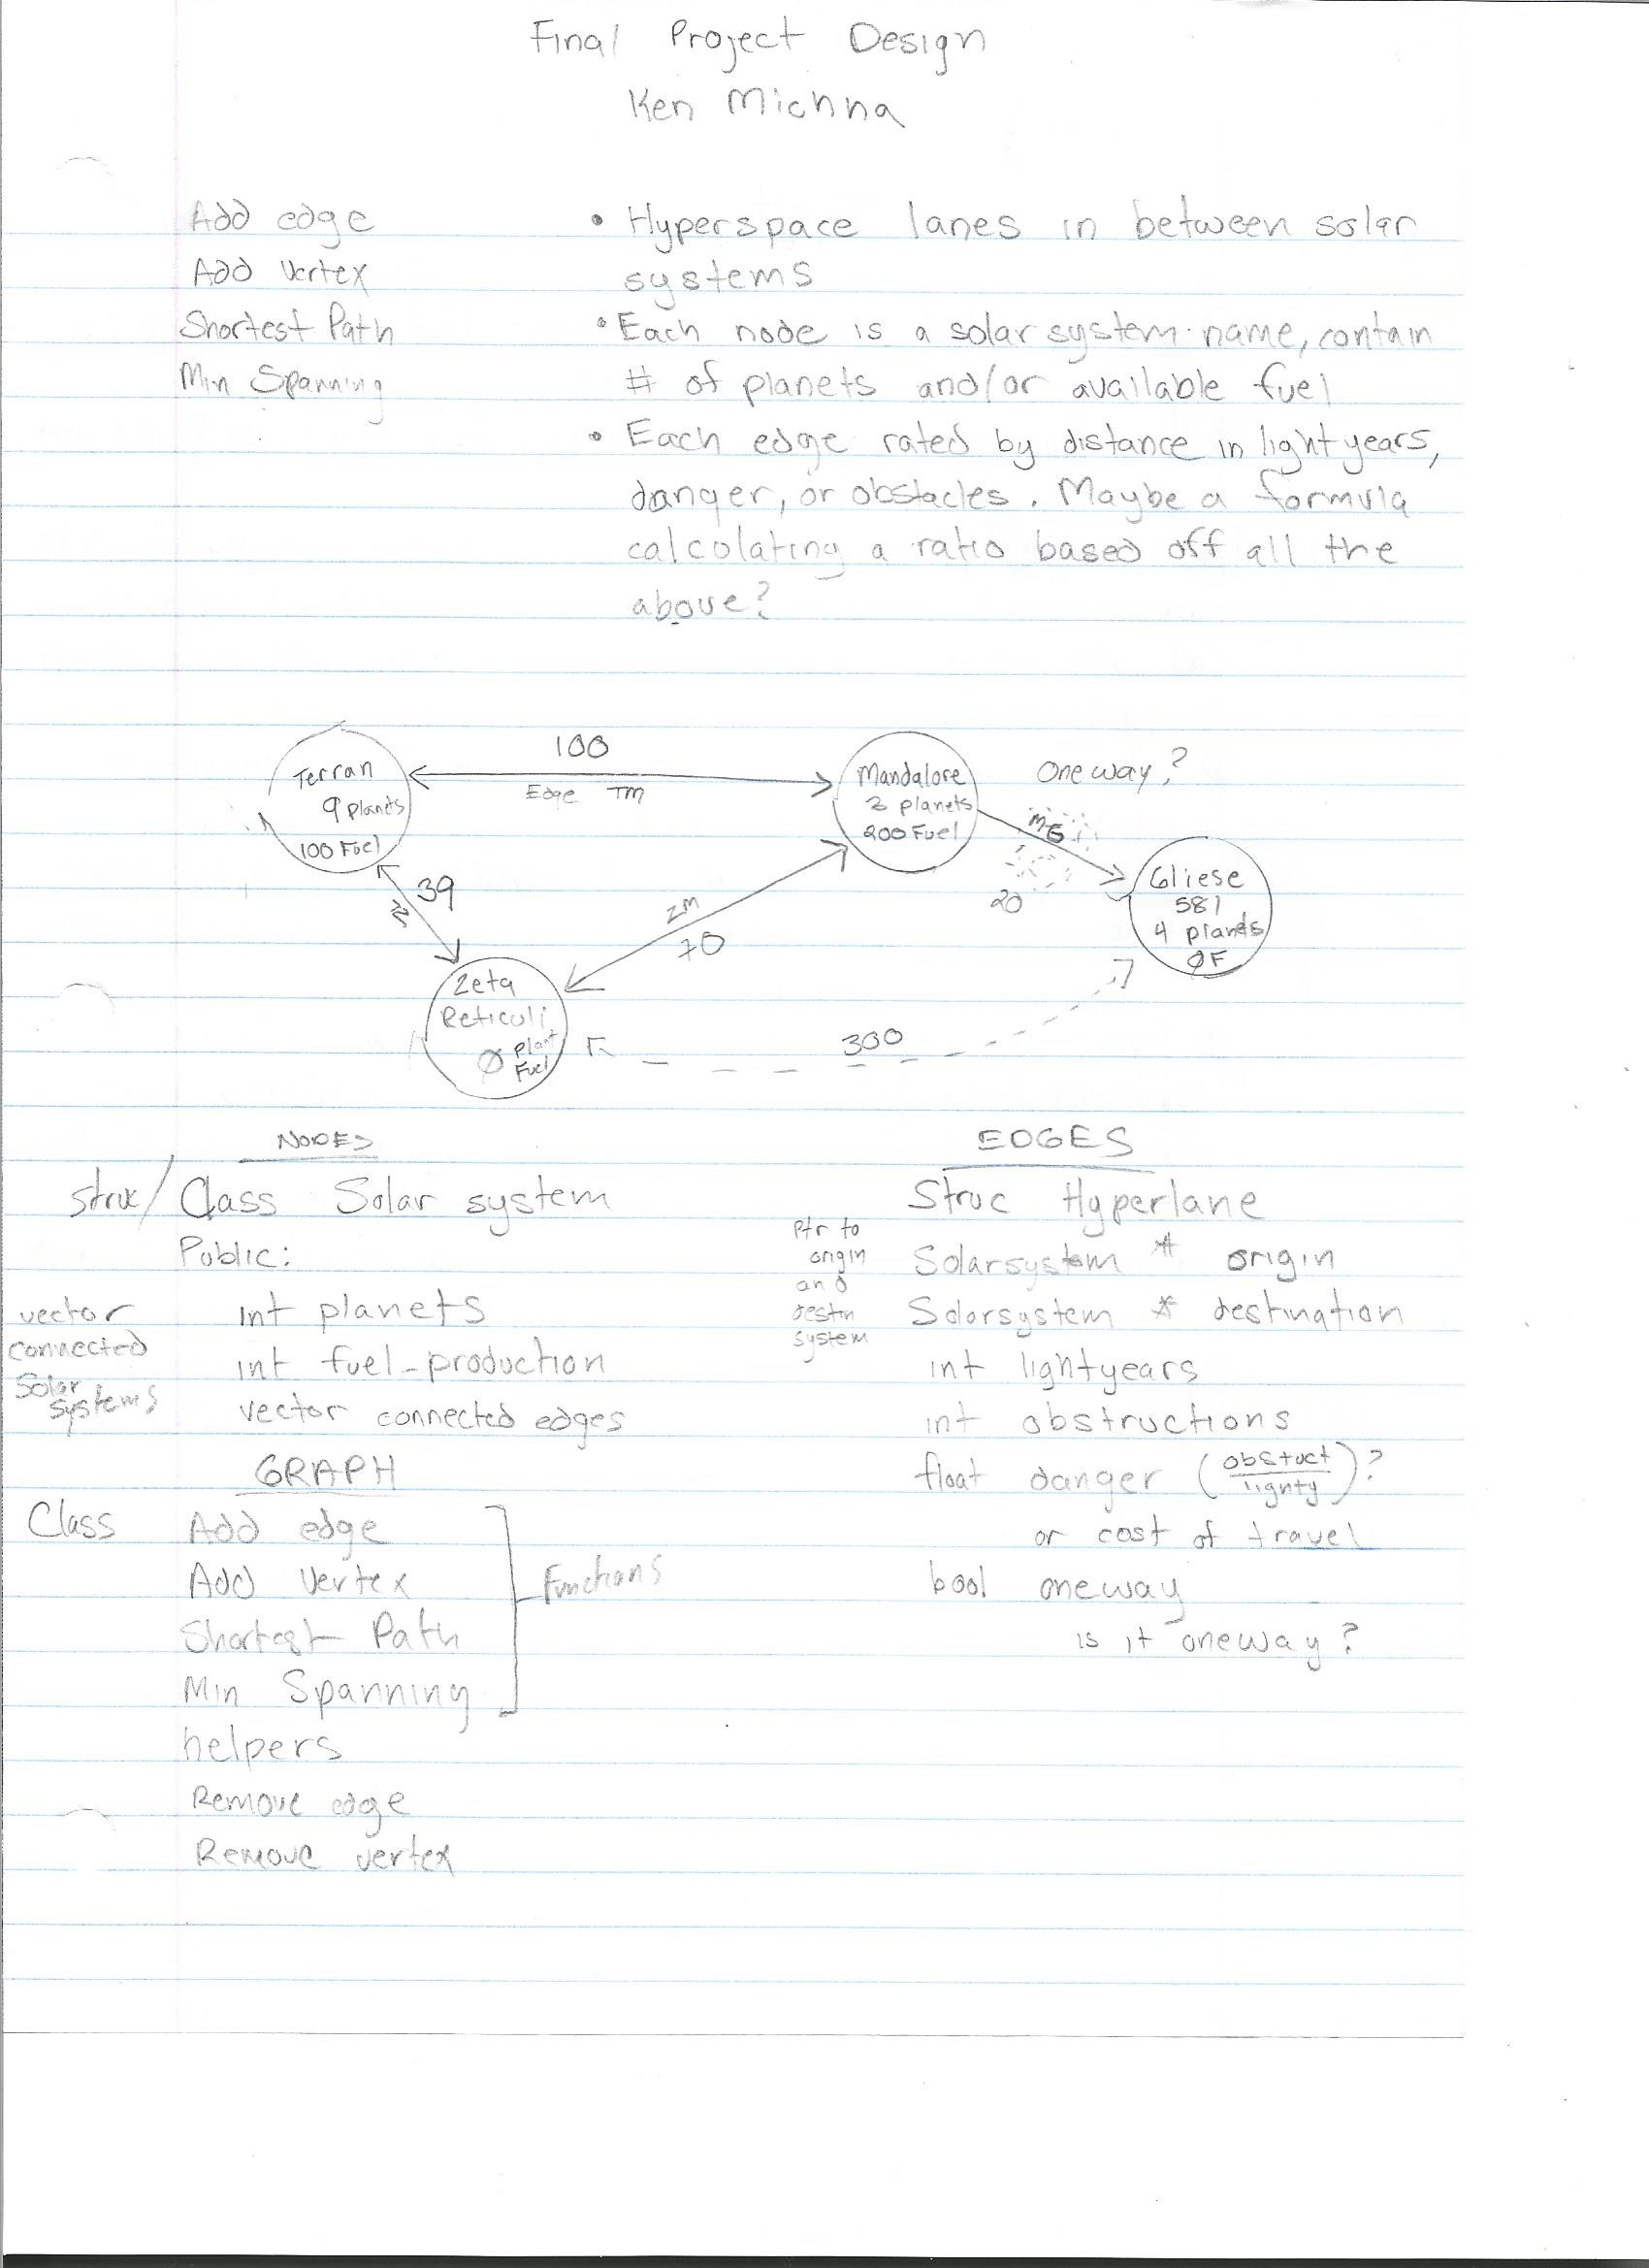 Final Project Design
Ken Michna
Add edge
Add Vertex
Shortest Path
Min Spanning
• Hyperspace lanes in between solar
systems
• Each node is a solar system name, contain
# of planets and/or available fuel
• Each edge rated by distance in light years,
danger, or obstacles. Maybe a formula
calculating a ratio based off all the
above?
Terran
9 planets
100 Fuel
100
Edge TM
Mandalore
planets
200 Fuel
One way?
MG
20
Gliese
581
4 planets
ØF
39
TZ
ZM
70
Zeta
Reticuli
Ø plant
Fuel
300
NODES
struc/Class Solar system
Public:
int planets
int fuel-production
vector connected edges
vector
connected
Solar
systems
GRAPH
Class
Add edge
Add Vertex
Shortest Path
Min Spanning
Functions
helpers
Remove edge
Remove vertex
EDGES
Struc Hyperlane
Ptr to
origin
and
destn
system
Solarsystem * origin
Solarsystem * destination
int lightyears
int obstructions
float danger (obstuct/lighty)?
or cost of travel
bool oneway
is it oneway?